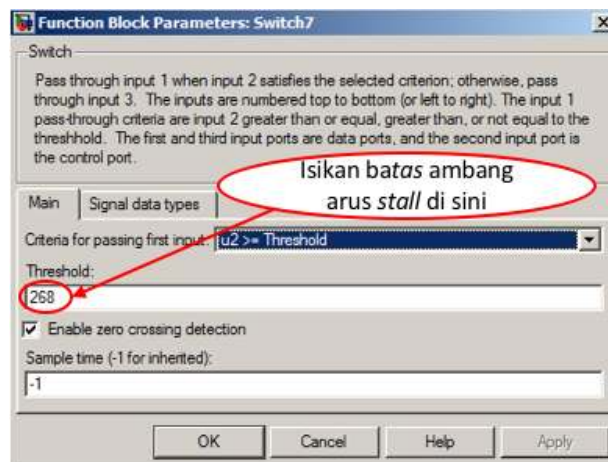 Function Block Parameters: Switch7
Switch
Pass through input 1 when input 2 satisfies the selected criterion; otherwise, pass
through input 3. The inputs are numbered top to bottom (or left to right). The input 1
pass-through criteria are input 2 greater than or equal, greater than, or not equal to the
threshhold. The first and third input ports are data ports, and the second input port is
the control port.
Isikan batas ambang
arus stall di sini
Main Signal data types
Criteria for passing first input: u2 >= Threshold
Threshold:
268
Enable zero crossing detection
Sample time (-1 for inherited):
-1
OK Cancel Help Apply